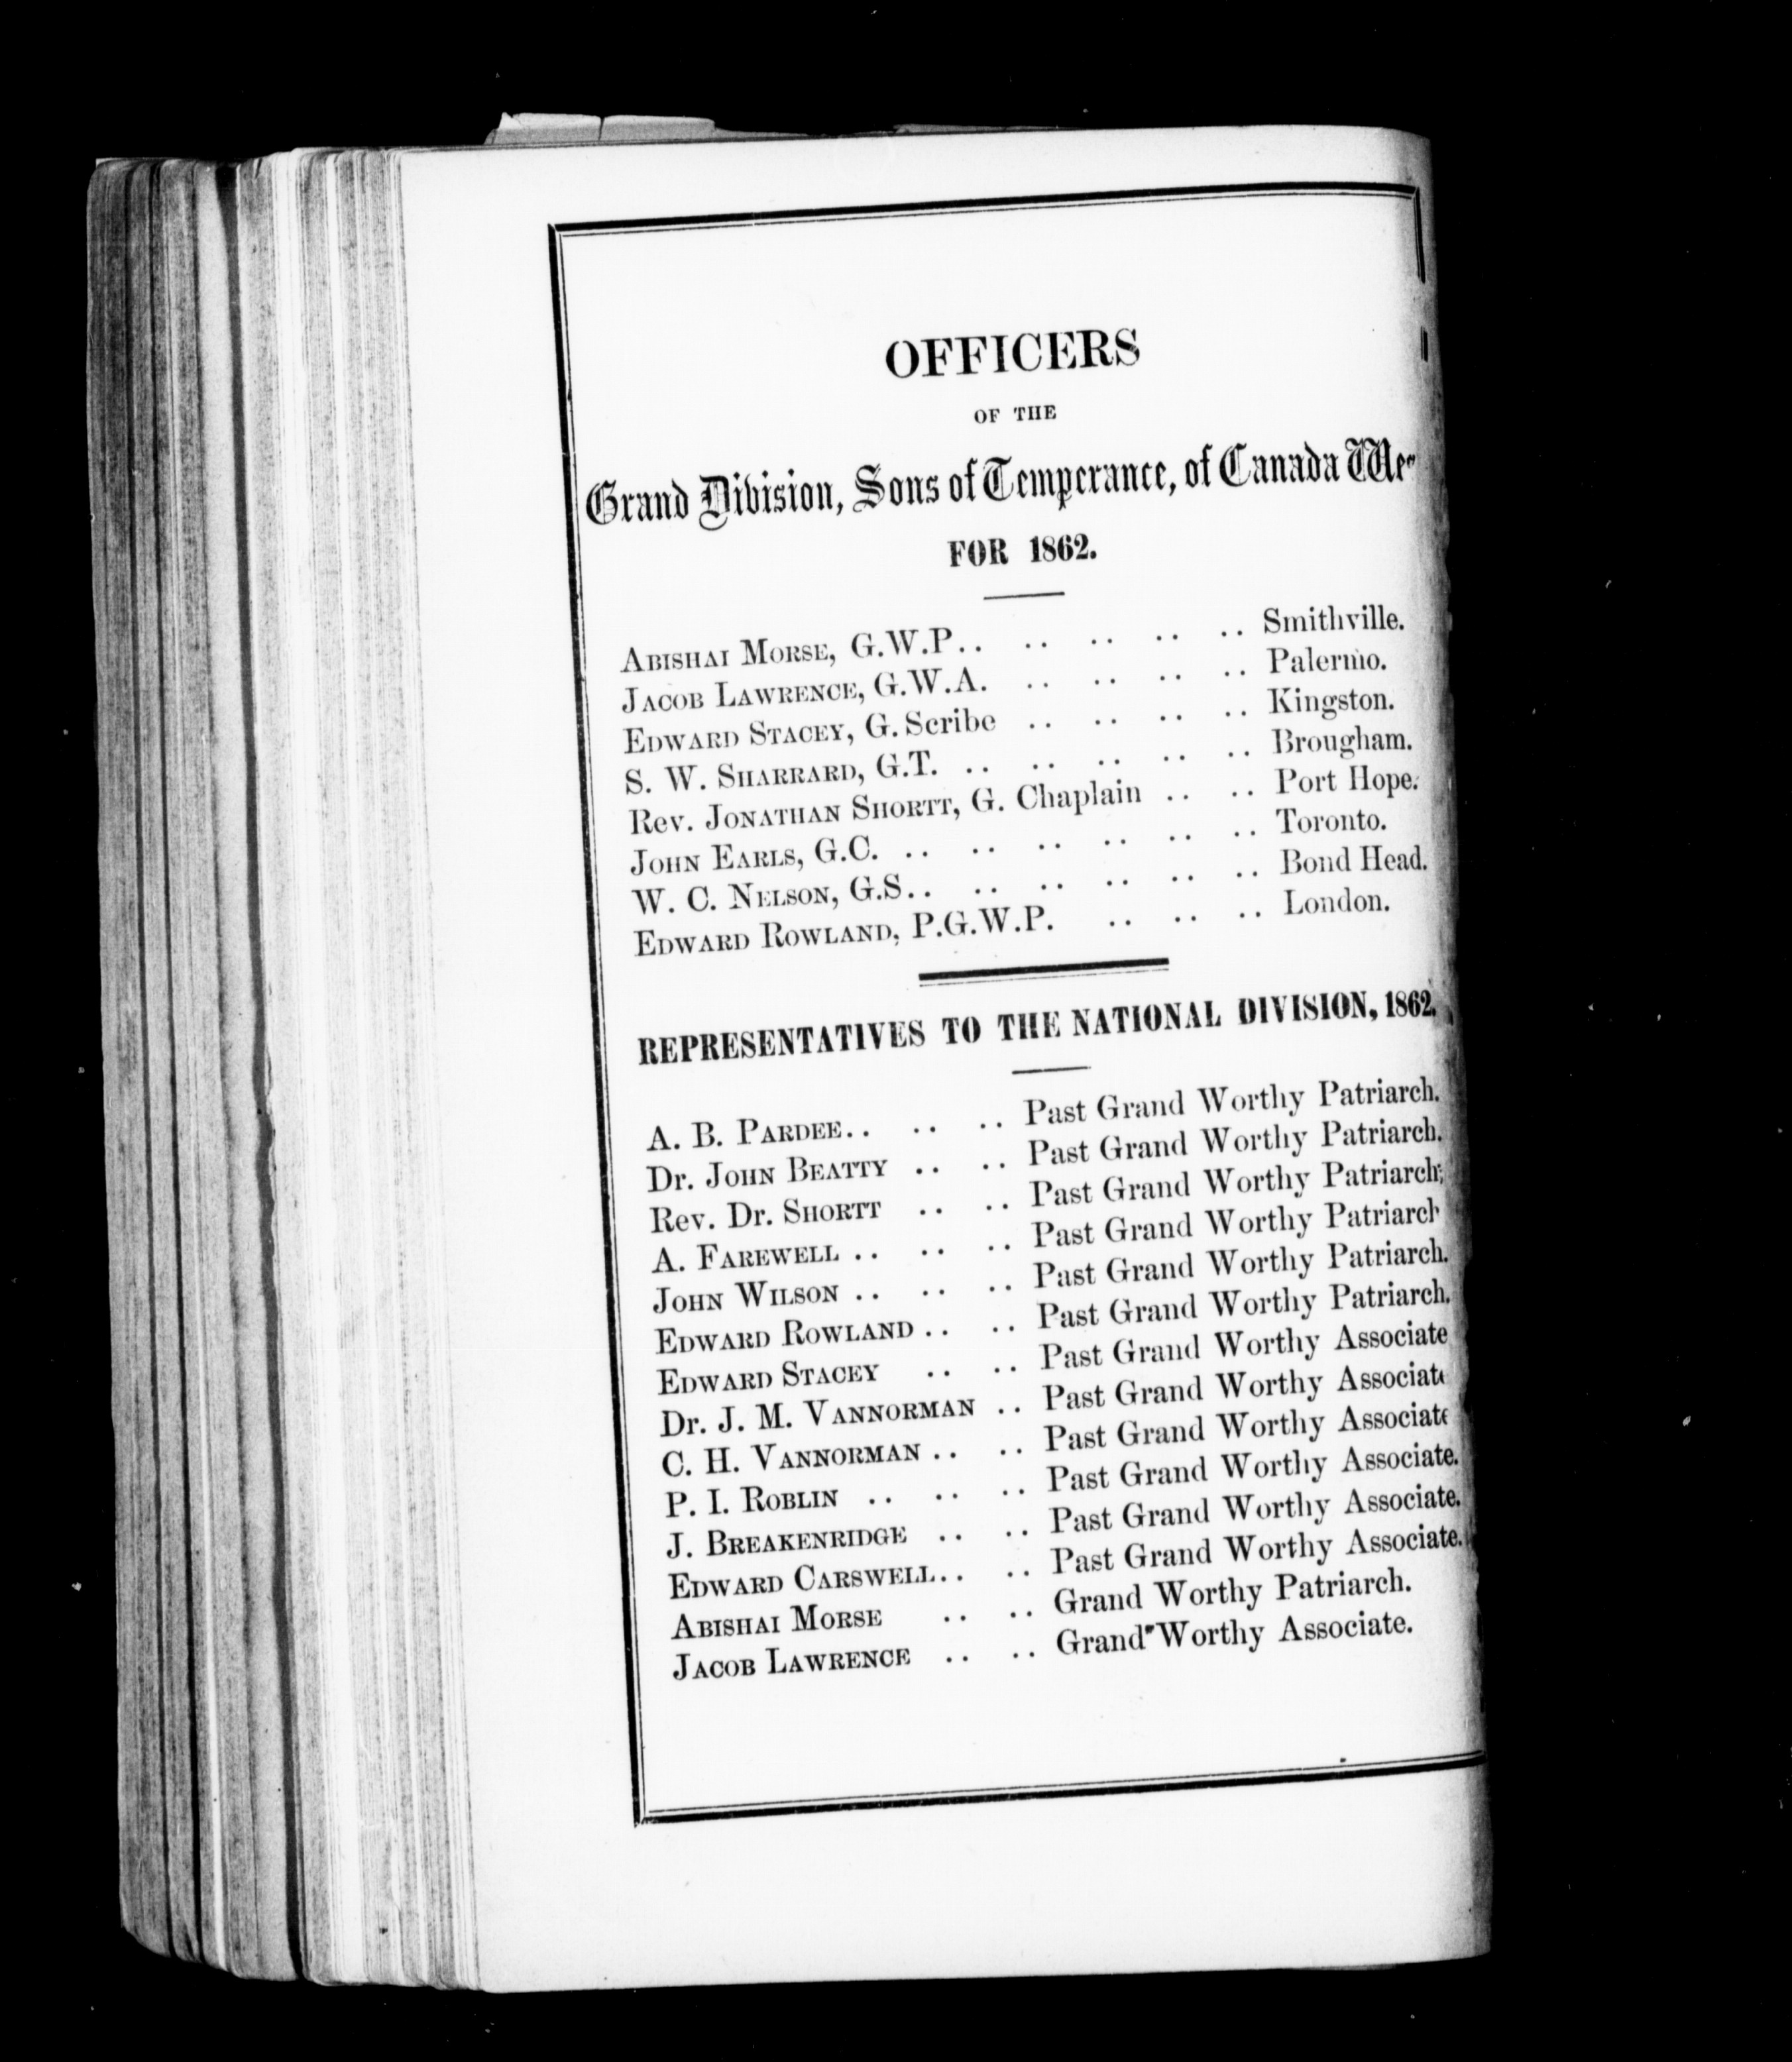 OFFICERS
OF THE
Grand Division, Sons of Temperance, of Canada We
FOR 1862.
ABISHAI MORSE, G.W.P. . . . . . . . . . Smithville.
JACOB LAWRENCE, G.W.A. . . . . . . . . Palermo.
EDWARD STACEY, G. Scribe . . . . . . . . Kingston.
S. W. SHARRARD, G.T. . . . . . . . . . . Brougham.
Rev. JONATHAN SHORTT, G. Chaplain . . . . Port Hope.
JOHN EARLS, G.C. . . . . . . . . . . . . Toronto.
W. C. NELSON, G.S. . . . . . . . . . . . Bond Head.
EDWARD ROWLAND, P.G.W.P. . . . . . . London.
REPRESENTATIVES TO THE NATIONAL DIVISION, 1862.
A. B. PARDEE . . . . . . Past Grand Worthy Patriarch.
Dr. JOHN BEATTY . . . . Past Grand Worthy Patriarch.
Rev. Dr. SHORTT . . . . Past Grand Worthy Patriarch.
A. FAREWELL . . . . . . Past Grand Worthy Patriarch
JOHN WILSON . . . . . . Past Grand Worthy Patriarch.
EDWARD ROWLAND . . . . Past Grand Worthy Patriarch.
EDWARD STACEY . . . . Past Grand Worthy Associate
Dr. J. M. VANNORMAN . . Past Grand Worthy Associate
C. H. VANNORMAN . . . . Past Grand Worthy Associate
P. I. ROBLIN . . . . . . Past Grand Worthy Associate.
J. BREAKENRIDGE . . . . Past Grand Worthy Associate.
EDWARD CARSWELL . . . . Past Grand Worthy Associate.
ABISHAI MORSE . . . . Grand Worthy Patriarch.
JACOB LAWRENCE . . . . Grand Worthy Associate.